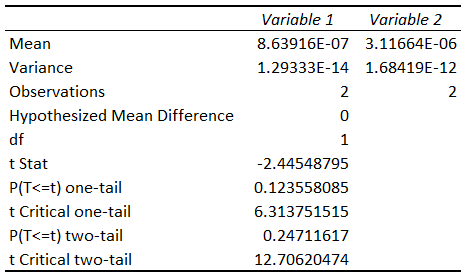 Variable 1 Variable 2
Mean 8.63916E-07 3.11664E-06
Variance 1.29333E-14 1.68419E-12
Observations 2 2
Hypothesized Mean Difference 0
df 1
t Stat -2.44548795
P(T<=t) one-tail 0.123558085
t Critical one-tail 6.313751515
P(T<=t) two-tail 0.24711617
t Critical two-tail 12.70620474